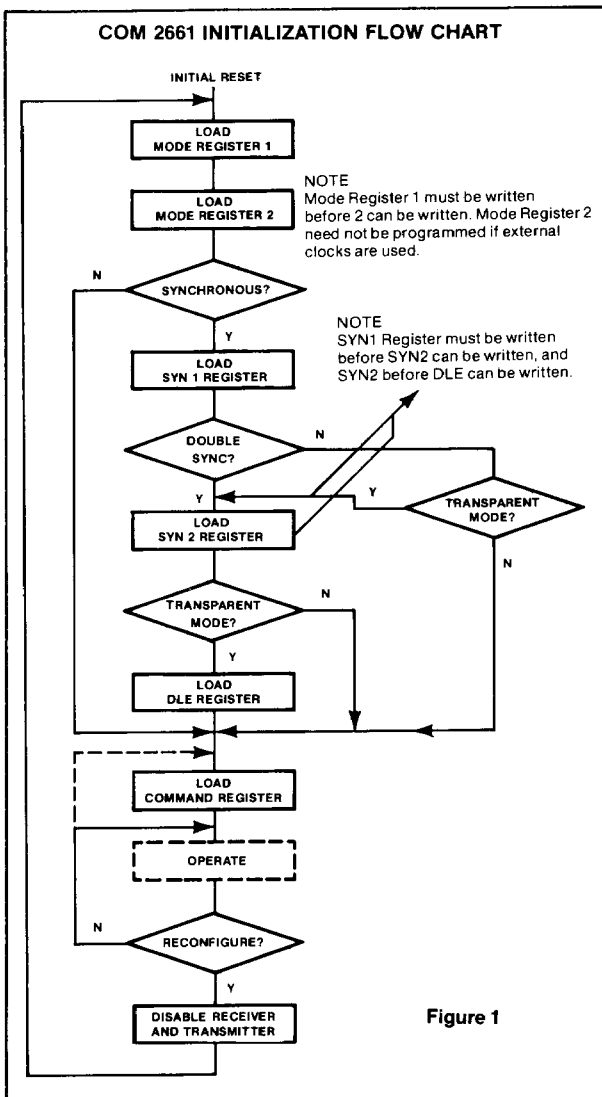 COM 2661 INITIALIZATION FLOW CHART
INITIAL RESET
LOAD
MODE REGISTER 1
LOAD
MODE REGISTER 2
NOTE
Mode Register 1 must be written
before 2 can be written. Mode Register 2
need not be programmed if external
clocks are used.
N
SYNCHRONOUS?
Y
NOTE
SYN1 Register must be written
before SYN2 can be written, and
SYN2 before DLE can be written.
LOAD
SYN 1 REGISTER
DOUBLE
SYNC?
N
Y
Y
TRANSPARENT
MODE?
LOAD
SYN 2 REGISTER
N
TRANSPARENT
MODE?
N
Y
LOAD
DLE REGISTER
LOAD
COMMAND REGISTER
OPERATE
N
RECONFIGURE?
Y
DISABLE RECEIVER
AND TRANSMITTER
Figure 1